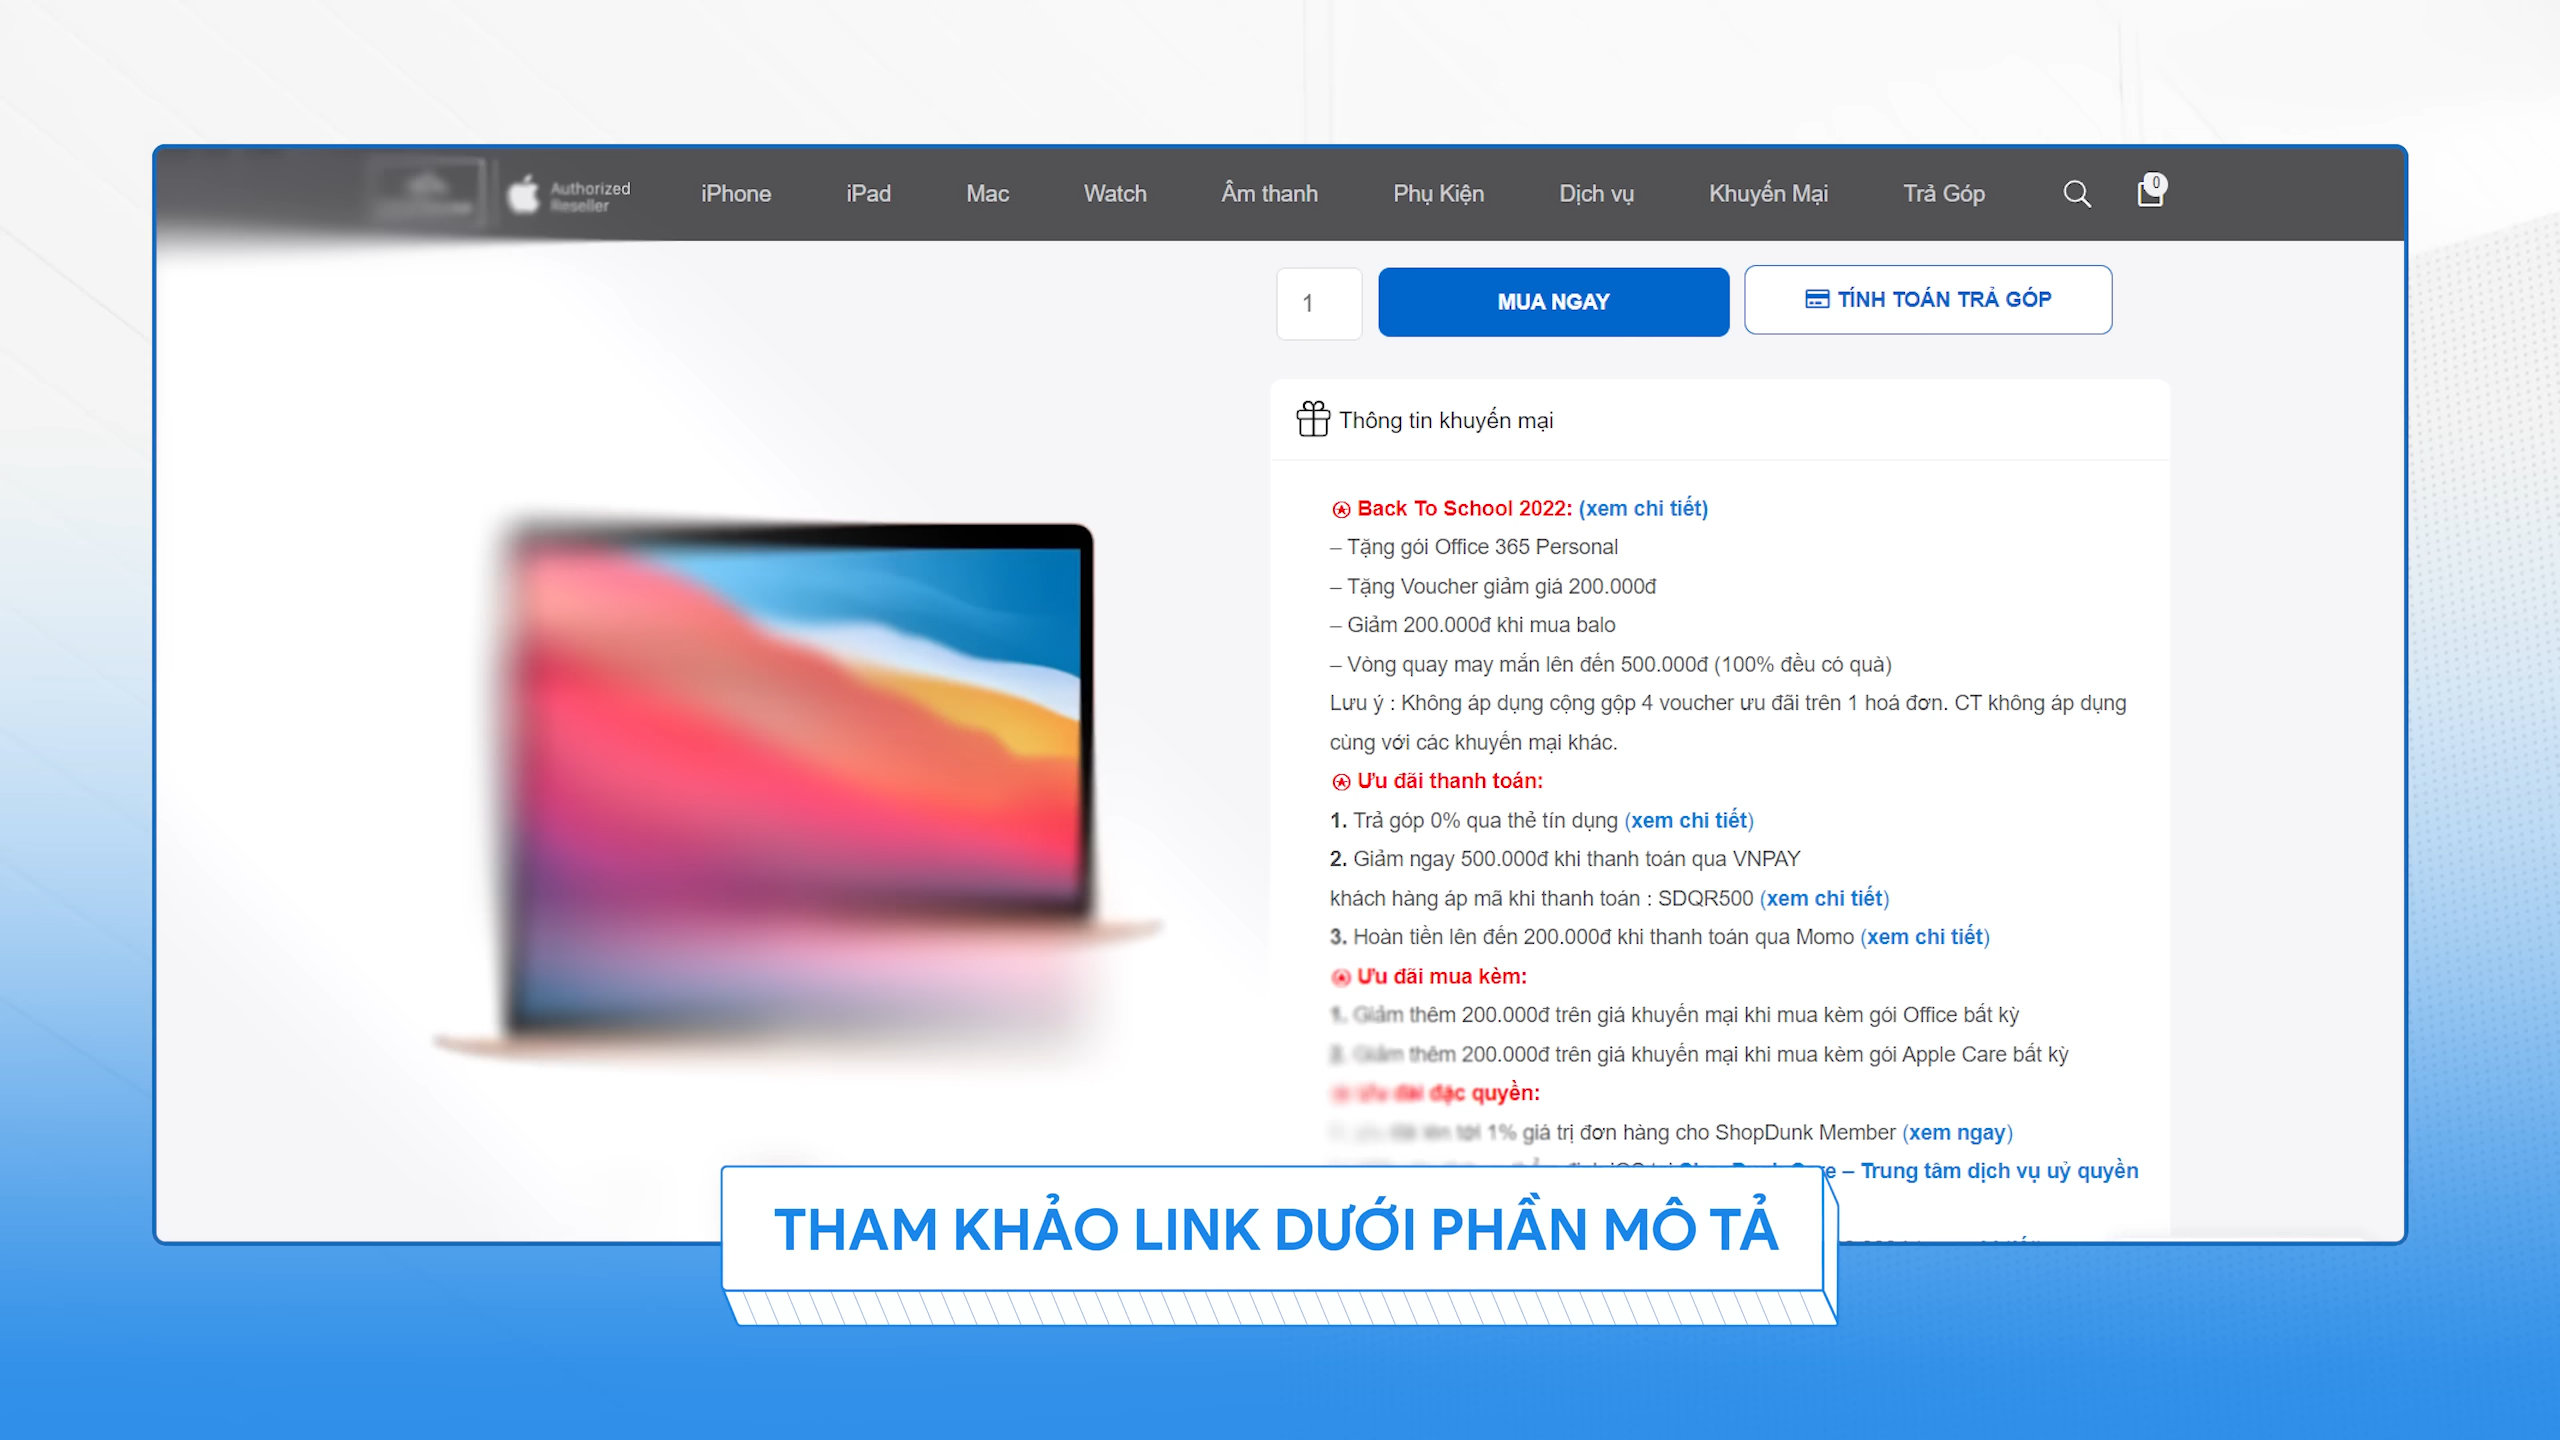 Authorized
Reseller
iPhone
iPad
Mac
Watch
Âm thanh
Phụ Kiện
Dịch vụ
Khuyến Mại
Trả Góp
0
1
MUA NGAY
TÍNH TOÁN TRẢ GÓP
Thông tin khuyến mại
Back To School 2022: (xem chi tiết)
– Tặng gói Office 365 Personal
– Tặng Voucher giảm giá 200.000đ
– Giảm 200.000đ khi mua balo
– Vòng quay may mắn lên đến 500.000đ (100% đều có quà)
Lưu ý : Không áp dụng cộng gộp 4 voucher ưu đãi trên 1 hoá đơn. CT không áp dụng
cùng với các khuyến mại khác.
Ưu đãi thanh toán:
1. Trả góp 0% qua thẻ tín dụng (xem chi tiết)
2. Giảm ngay 500.000đ khi thanh toán qua VNPAY
khách hàng áp mã khi thanh toán : SDQR500 (xem chi tiết)
3. Hoàn tiền lên đến 200.000đ khi thanh toán qua Momo (xem chi tiết)
Ưu đãi mua kèm:
1. Giảm thêm 200.000đ trên giá khuyến mại khi mua kèm gói Office bất kỳ
2. Giảm thêm 200.000đ trên giá khuyến mại khi mua kèm gói Apple Care bất kỳ
Ưu đãi đặc quyền:
1% giá trị đơn hàng cho ShopDunk Member (xem ngay)
– Trung tâm dịch vụ uỷ quyền
THAM KHẢO LINK DƯỚI PHẦN MÔ TẢ